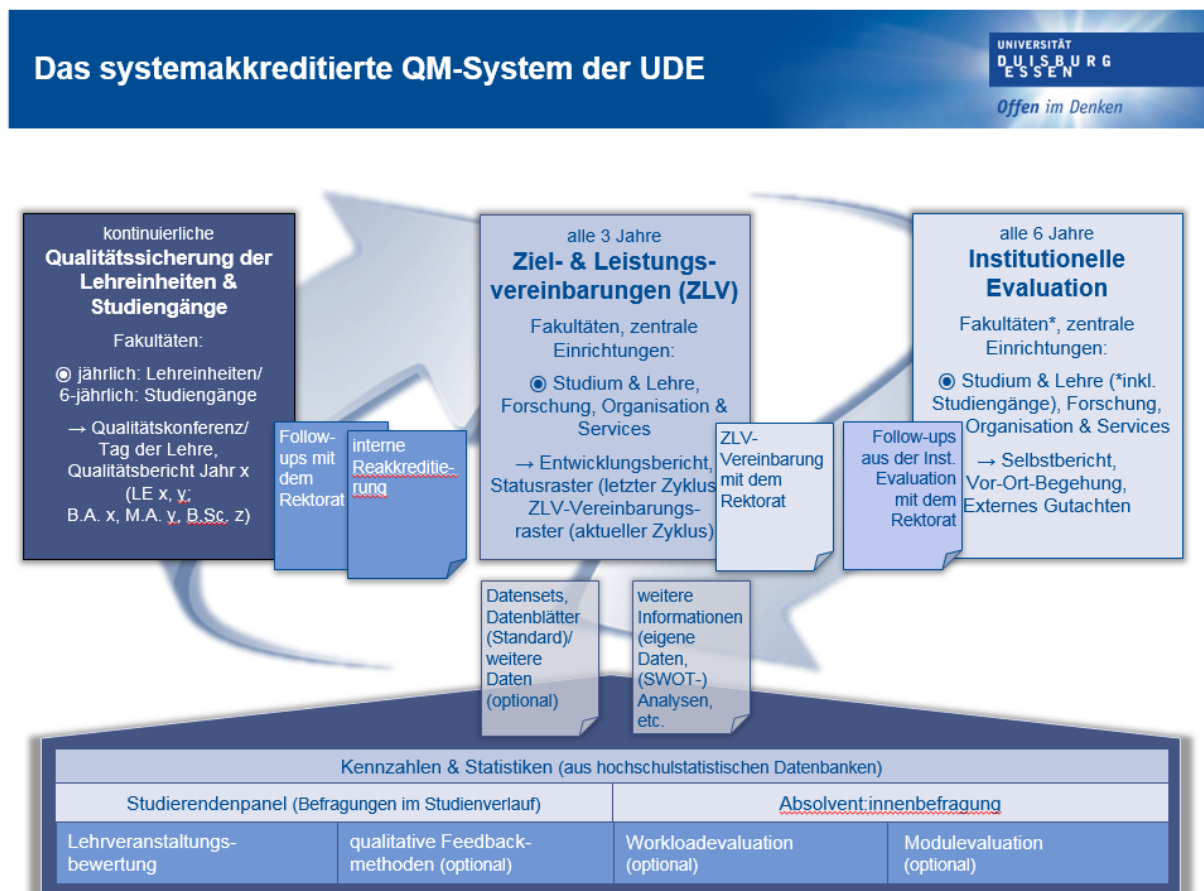 Das systemakkreditierte QM-System der UDE
UNIVERSITÄT
DUISBURG
ESSEN
Offen im Denken
kontinuierliche
Qualitätssicherung der
Lehreinheiten &
Studiengänge
Fakultäten:
◉ jährlich: Lehreinheiten/
6-jährlich: Studiengänge
→ Qualitätskonferenz/
Tag der Lehre,
Qualitätsbericht Jahr x
(LE x, y;
B.A. x, M.A. y, B.Sc. z)
Follow-
ups mit
dem
Rektorat
interne
Reakkreditie-
rung
alle 3 Jahre
Ziel- & Leistungs-
vereinbarungen (ZLV)
Fakultäten, zentrale
Einrichtungen:
◉ Studium & Lehre,
Forschung, Organisation &
Services
→ Entwicklungsbericht,
Statusraster (letzter Zyklus
ZLV-Vereinbarungs-
raster (aktueller Zyklus)
ZLV-
Vereinbarung
mit dem
Rektorat
Follow-ups
aus der Inst.
Evaluation
mit dem
Rektorat
alle 6 Jahre
Institutionelle
Evaluation
Fakultäten*, zentrale
Einrichtungen:
◉ Studium & Lehre (*inkl.
Studiengänge), Forschung,
Organisation & Services
→ Selbstbericht,
Vor-Ort-Begehung,
Externes Gutachten
Datensets,
Datenblätter
(Standard)/
weitere
Daten
(optional)
weitere
Informationen
(eigene
Daten,
(SWOT-)
Analysen,
etc.
Kennzahlen & Statistiken (aus hochschulstatistischen Datenbanken)
Studierendenpanel (Befragungen im Studienverlauf)
Absolvent:innenbefragung
Lehrveranstaltungs-
bewertung
qualitative Feedback-
methoden (optional)
Workloadevaluation
(optional)
Modulevaluation
(optional)